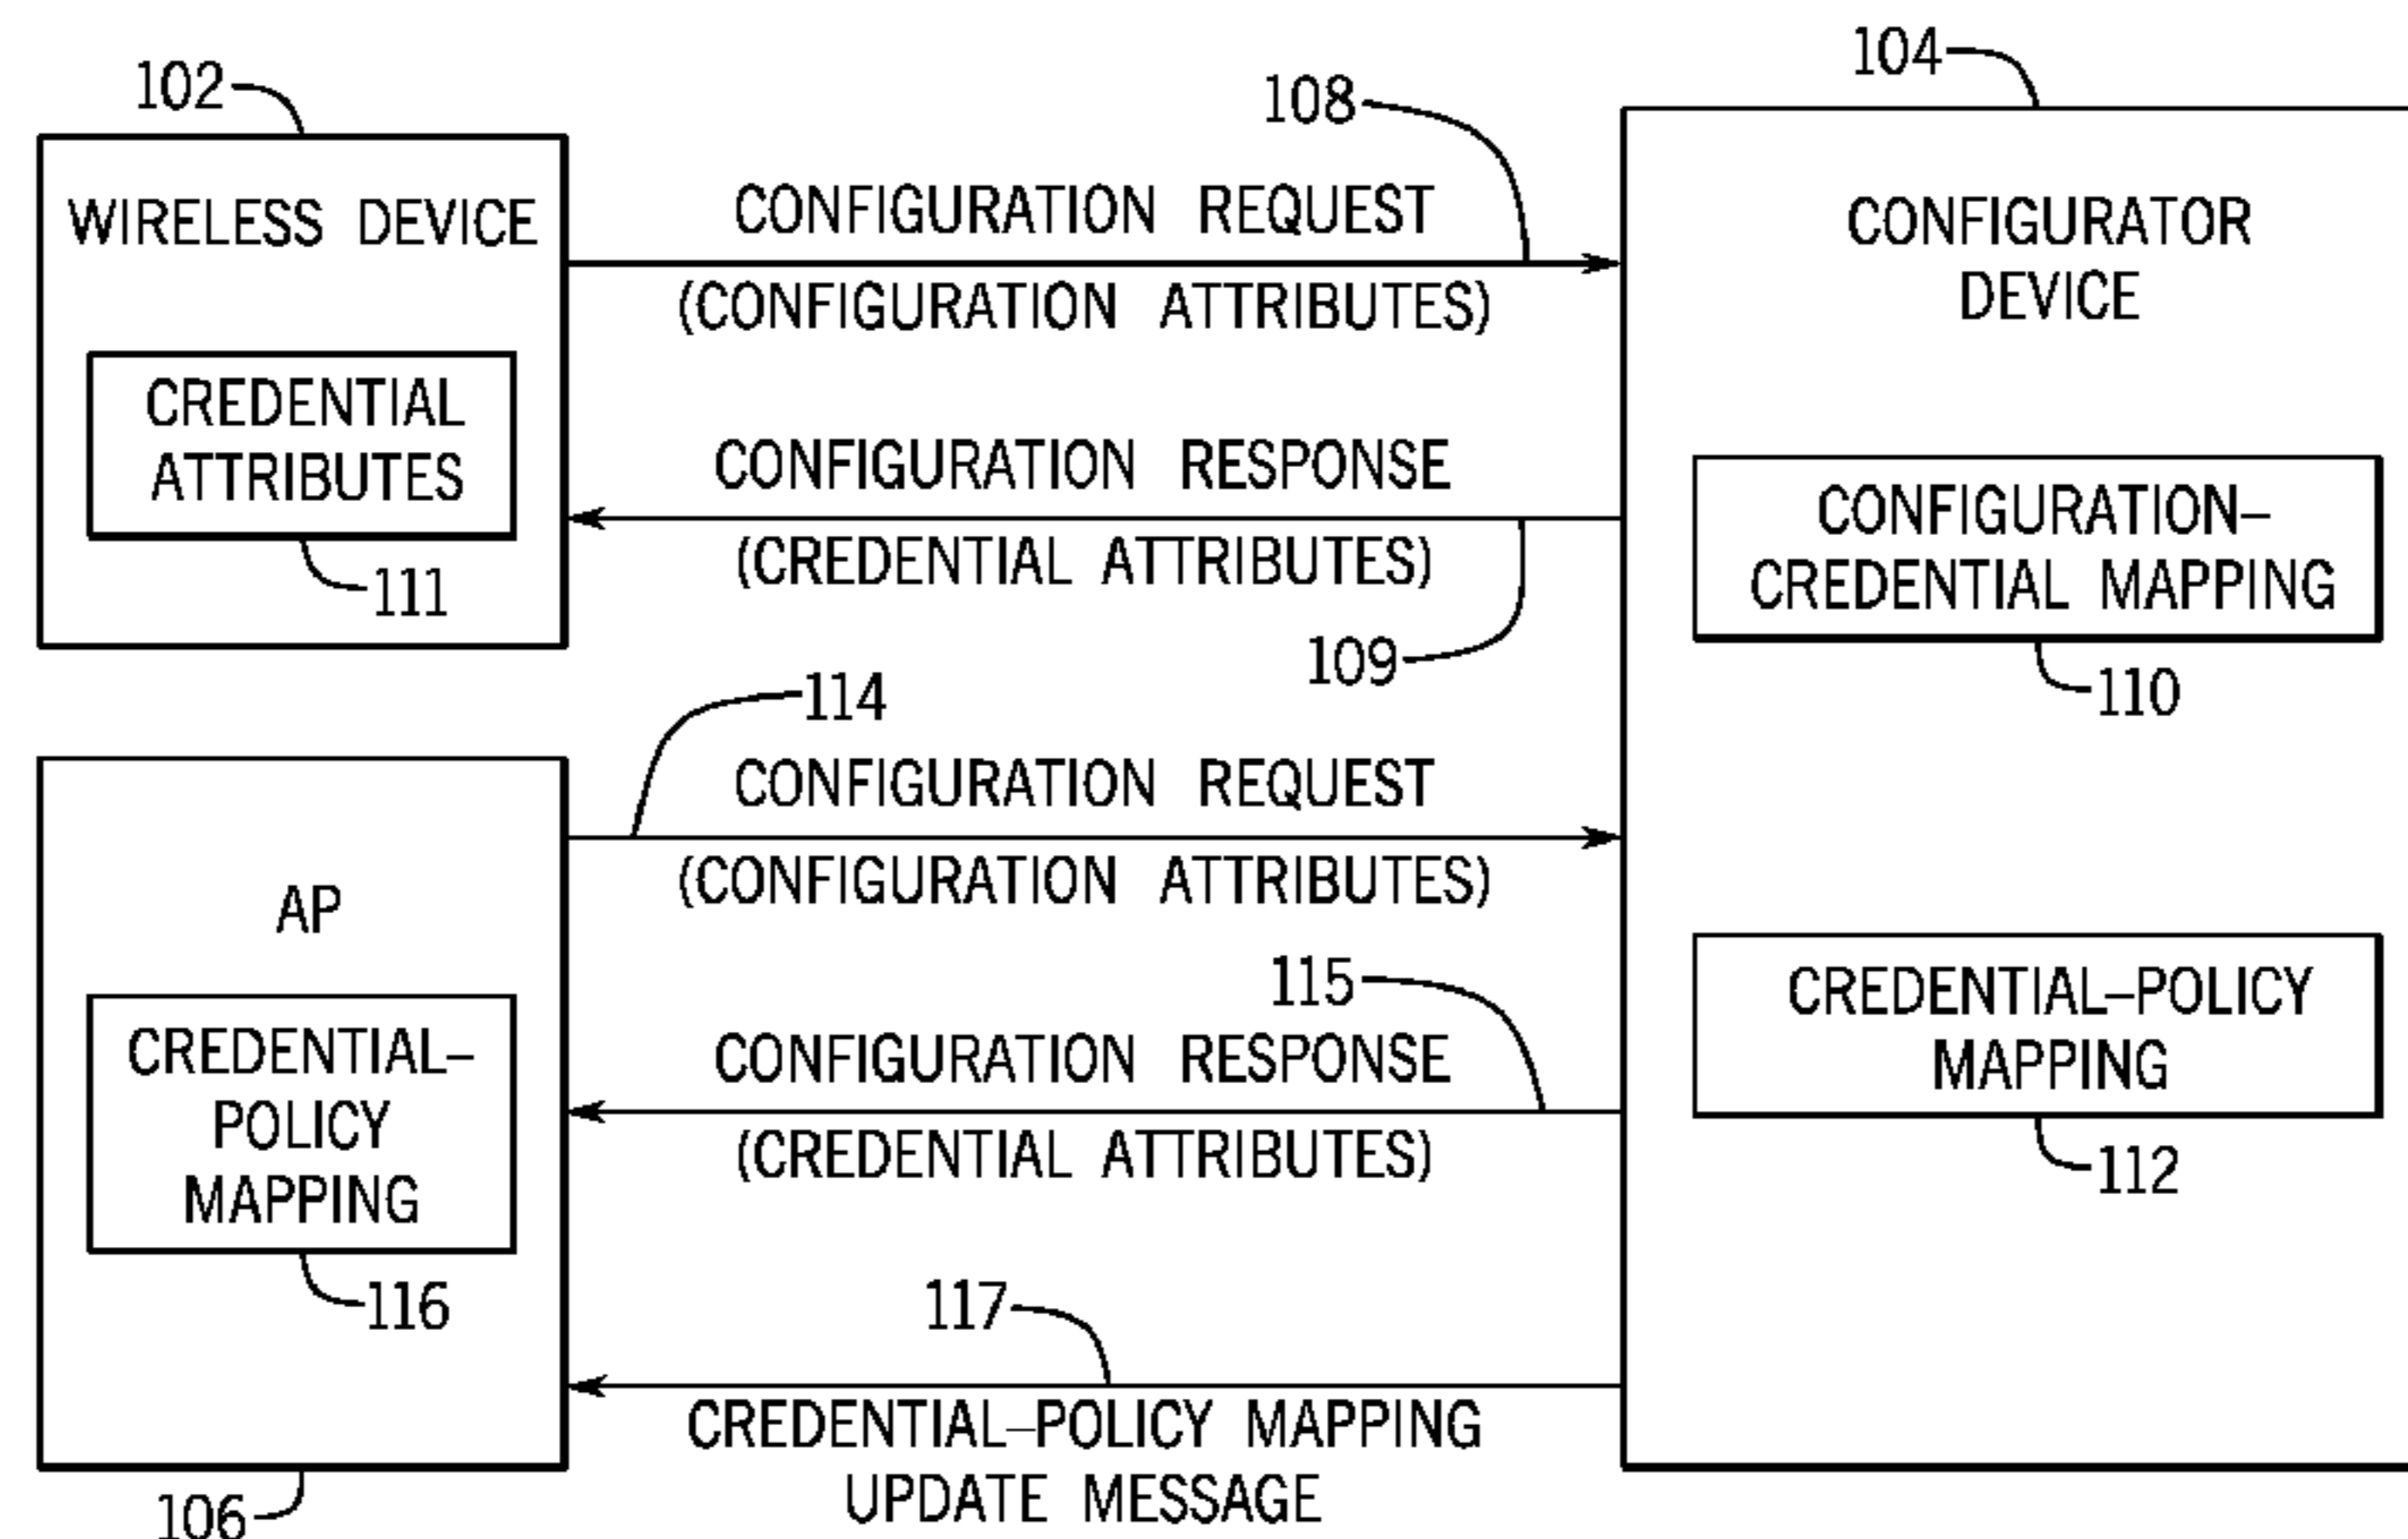 102
WIRELESS DEVICE
CREDENTIAL
ATTRIBUTES
111
108
CONFIGURATION REQUEST
(CONFIGURATION ATTRIBUTES)
CONFIGURATION RESPONSE
(CREDENTIAL ATTRIBUTES)
109
104
CONFIGURATOR
DEVICE
CONFIGURATION–
CREDENTIAL MAPPING
110
CREDENTIAL–POLICY
MAPPING
112
114
CONFIGURATION REQUEST
(CONFIGURATION ATTRIBUTES)
115
CONFIGURATION RESPONSE
(CREDENTIAL ATTRIBUTES)
117
CREDENTIAL–POLICY MAPPING
UPDATE MESSAGE
AP
CREDENTIAL–
POLICY
MAPPING
116
106